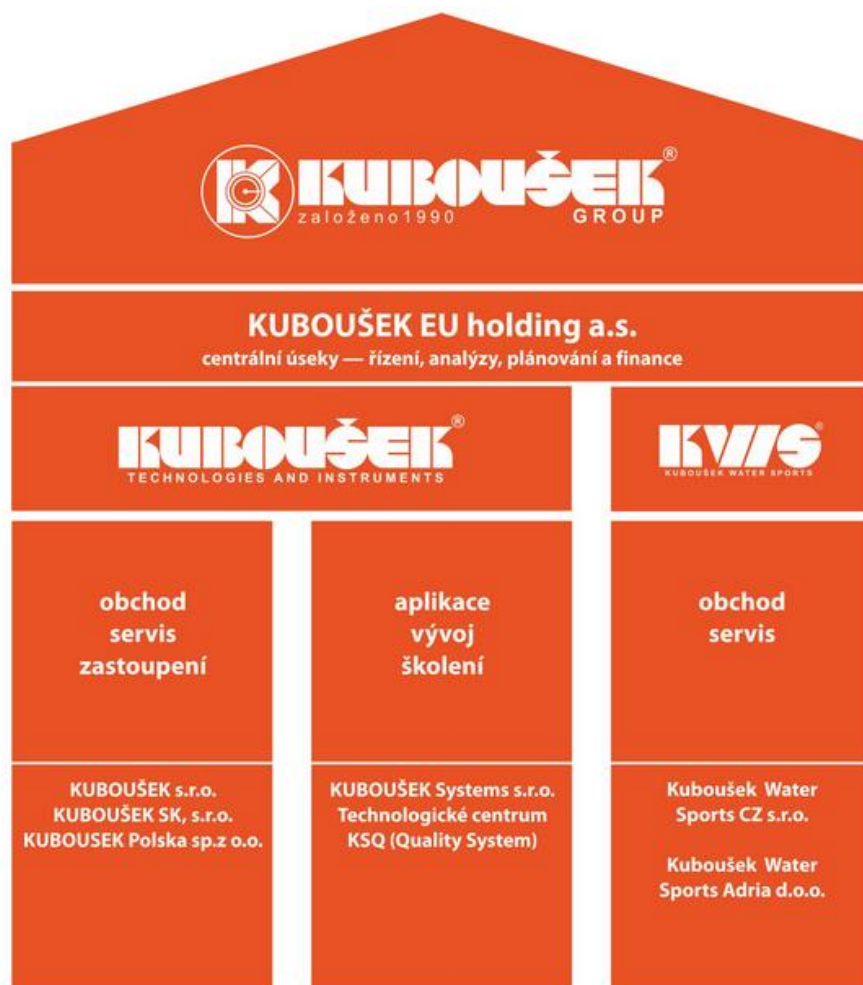 KUBOUŠEK®
založeno1990 GROUP
KUBOUŠEK EU holding a.s.
centrální úseky — řízení, analýzy, plánování a finance
KUBOUŠEK®
TECHNOLOGIES AND INSTRUMENTS
KWS®
KUBOUŠEK WATER SPORTS
obchod
servis
zastoupení
aplikace
vývoj
školení
obchod
servis
KUBOUŠEK s.r.o.
KUBOUŠEK SK, s.r.o.
KUBOUSEK Polska sp.z o.o.
KUBOUŠEK Systems s.r.o.
Technologické centrum
KSQ (Quality System)
Kuboušek Water
Sports CZ s.r.o.
Kuboušek Water
Sports Adria d.o.o.